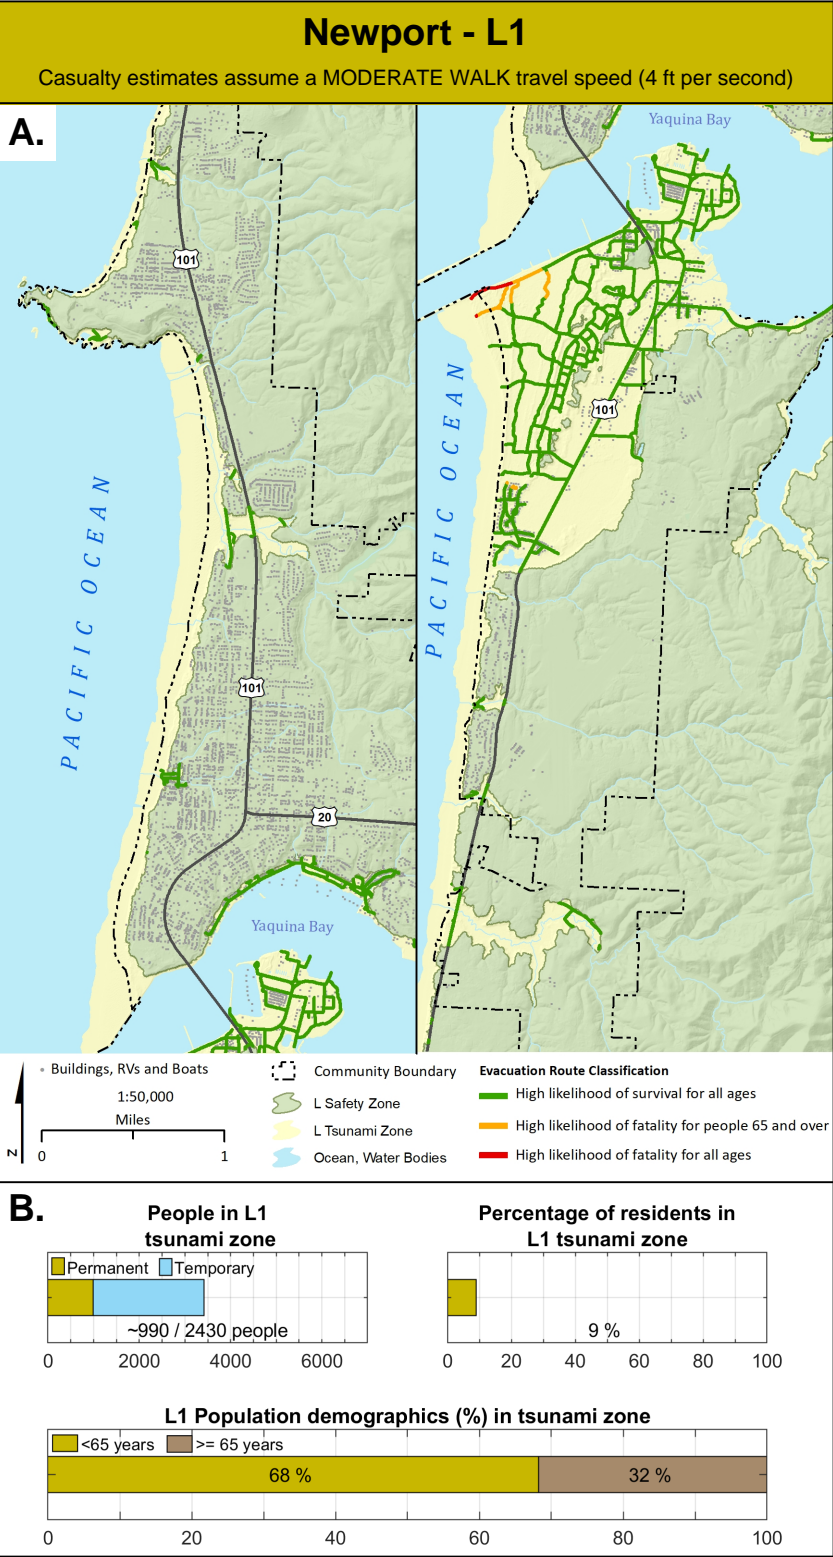 Newport - L1
Casualty estimates assume a MODERATE WALK travel speed (4 ft per second)
A.
101
PACIFIC OCEAN
101
20
Yaquina Bay
Yaquina Bay
PACIFIC OCEAN
101
N
Buildings, RVs and Boats
1:50,000
Miles
0 1
Community Boundary
L Safety Zone
L Tsunami Zone
Ocean, Water Bodies
Evacuation Route Classification
High likelihood of survival for all ages
High likelihood of fatality for people 65 and over
High likelihood of fatality for all ages
B.
People in L1
tsunami zone
Permanent Temporary
~990 / 2430 people
0 2000 4000 6000
Percentage of residents in
L1 tsunami zone
9 %
0 20 40 60 80 100
L1 Population demographics (%) in tsunami zone
<65 years >= 65 years
68 % 32 %
0 20 40 60 80 100